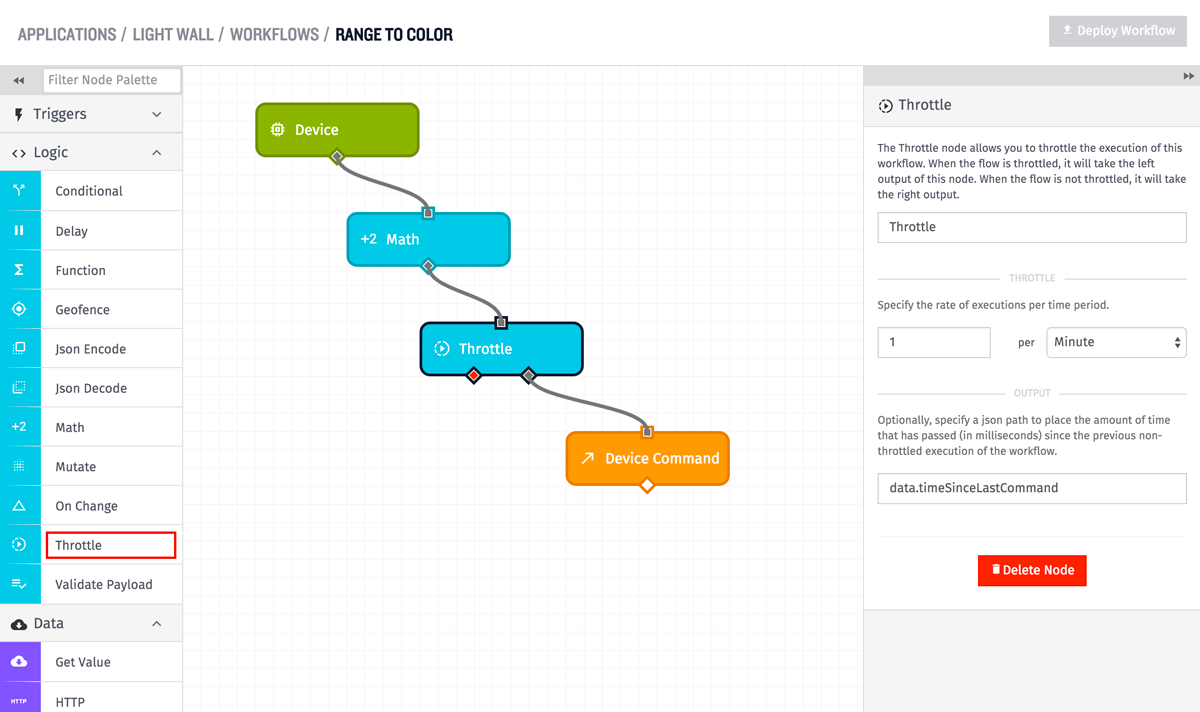 APPLICATIONS / LIGHT WALL / WORKFLOWS / RANGE TO COLOR
Deploy Workflow
Filter Node Palette
Triggers
Logic
Conditional
Delay
Function
Geofence
Json Encode
Json Decode
+2 Math
Mutate
On Change
Throttle
Validate Payload
Data
Get Value
HTTP HTTP
Device
+2 Math
Throttle
Device Command
Throttle
The Throttle node allows you to throttle the execution of this
workflow. When the flow is throttled, it will take the left
output of this node. When the flow is not throttled, it will take
the right output.
Throttle
THROTTLE
Specify the rate of executions per time period.
1 per Minute
OUTPUT
Optionally, specify a json path to place the amount of time
that has passed (in milliseconds) since the previous non-
throttled execution of the workflow.
data.timeSinceLastCommand
Delete Node